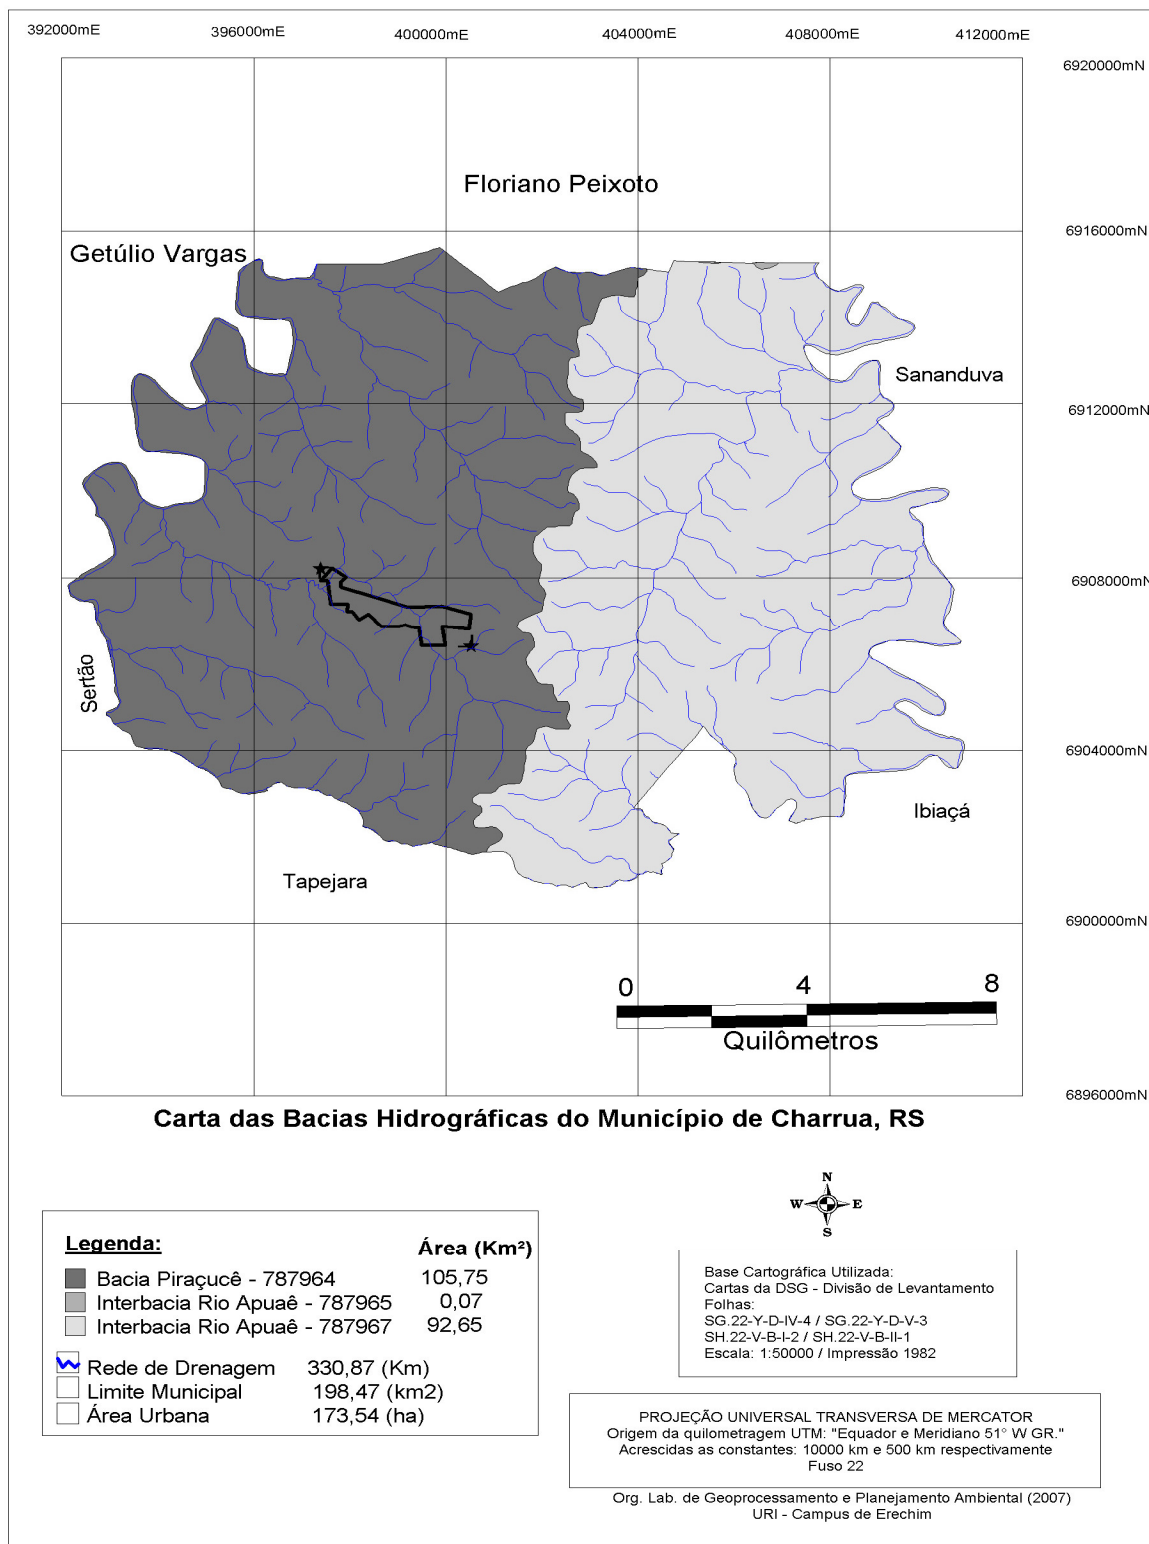 392000mE 396000mE 400000mE 404000mE 408000mE 412000mE
6920000mN
Floriano Peixoto
6916000mN
Getúlio Vargas
Sananduva
6912000mN
6908000mN
Sertão
6904000mN
Ibiaçá
Tapejara
6900000mN
0 4 8
Quilômetros
6896000mN
Carta das Bacias Hidrográficas do Município de Charrua, RS
N
W E
S
Legenda: Área (Km²)
Bacia Piraçucê - 787964 105,75
Interbacia Rio Apuaê - 787965 0,07
Interbacia Rio Apuaê - 787967 92,65
Rede de Drenagem 330,87 (Km)
Limite Municipal 198,47 (km2)
Área Urbana 173,54 (ha)
Base Cartográfica Utilizada:
Cartas da DSG - Divisão de Levantamento
Folhas:
SG.22-Y-D-IV-4 / SG.22-Y-D-V-3
SH.22-V-B-I-2 / SH.22-V-B-II-1
Escala: 1:50000 / Impressão 1982
PROJEÇÃO UNIVERSAL TRANSVERSA DE MERCATOR
Origem da quilometragem UTM: "Equador e Meridiano 51° W GR."
Acrescidas as constantes: 10000 km e 500 km respectivamente
Fuso 22
Org. Lab. de Geoprocessamento e Planejamento Ambiental (2007)
URI - Campus de Erechim